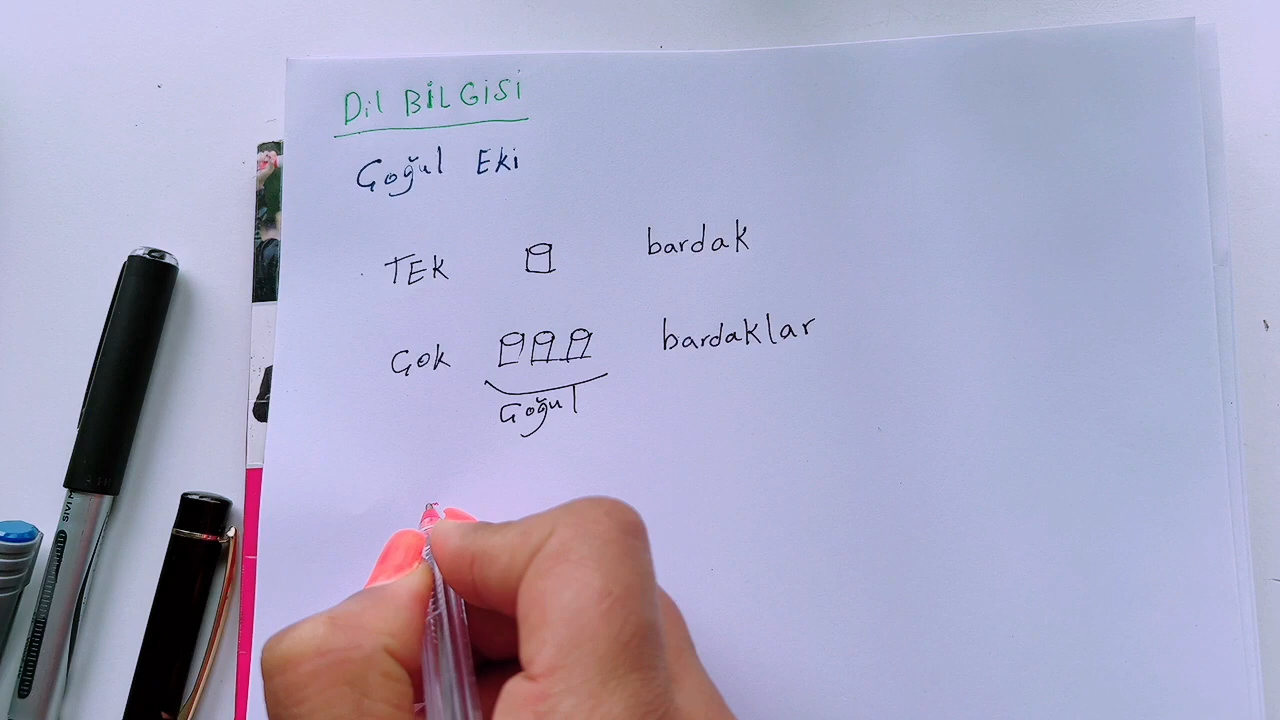 Dil BİLGİSİ
Çoğul Eki
TEK bardak
Çok bardaklar
Çoğul